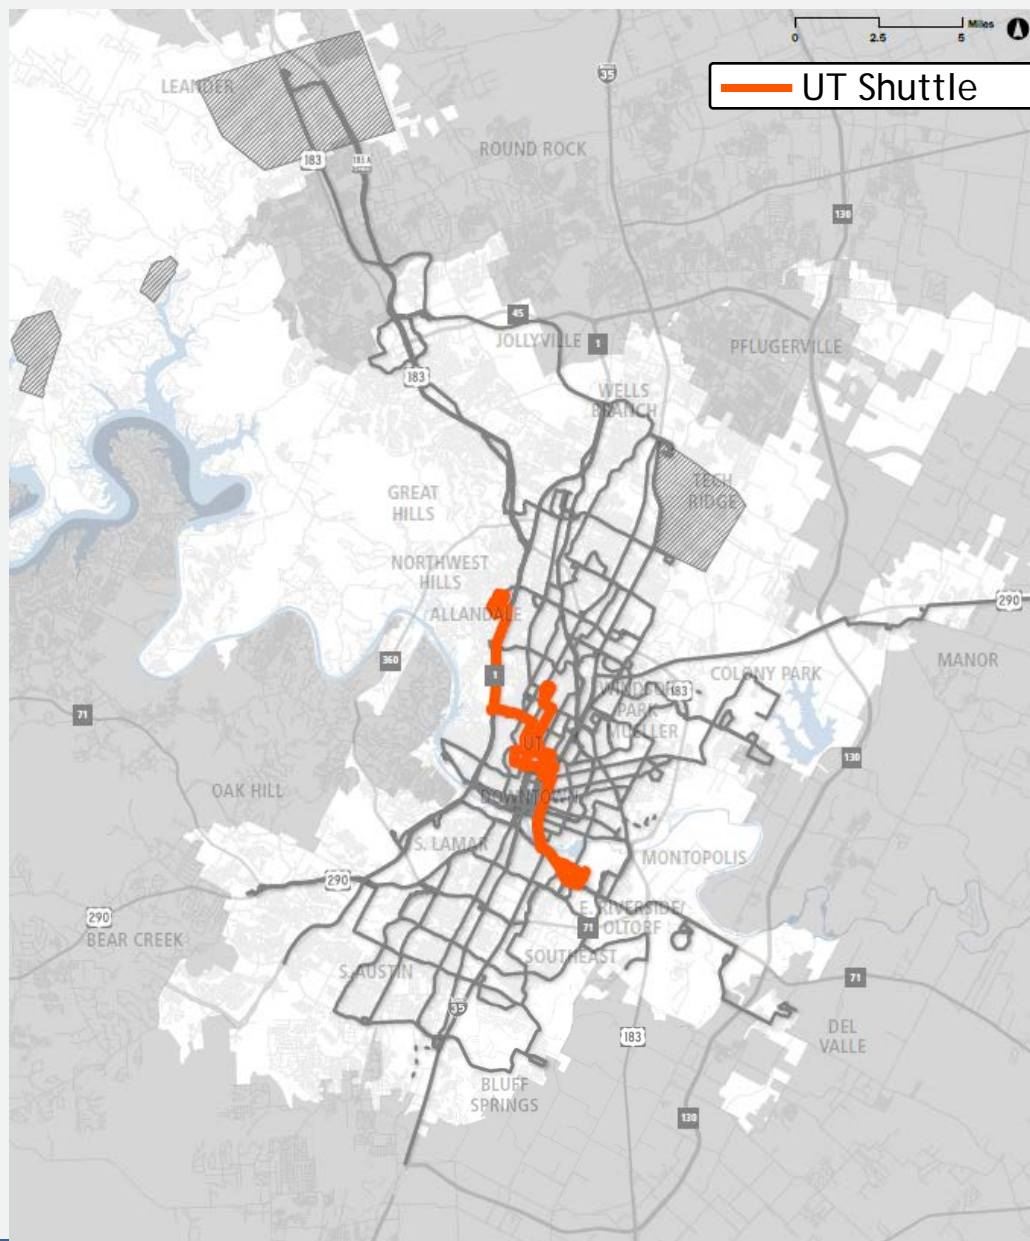 Miles
0 2.5 5
UT Shuttle
35
LEANDER
ROUND ROCK
183
183A
130
45
JOLLYVILLE
1
PFLUGERVILLE
183
WELLS
BRANCH
TECH
RIDGE
GREAT
HILLS
NORTHWEST
HILLS
290
ALLANDALE
360
1
COLONY PARK
MANOR
183
WINDSOR
PARK
MUELLER
71
UT
130
OAK HILL
DOWNTOWN
S. LAMAR
MONTOPOLIS
290
E. RIVERSIDE/
OLTORF
290
71
BEAR CREEK
SOUTHEAST
S. AUSTIN
71
35
183
DEL
VALLE
BLUFF
SPRINGS
130